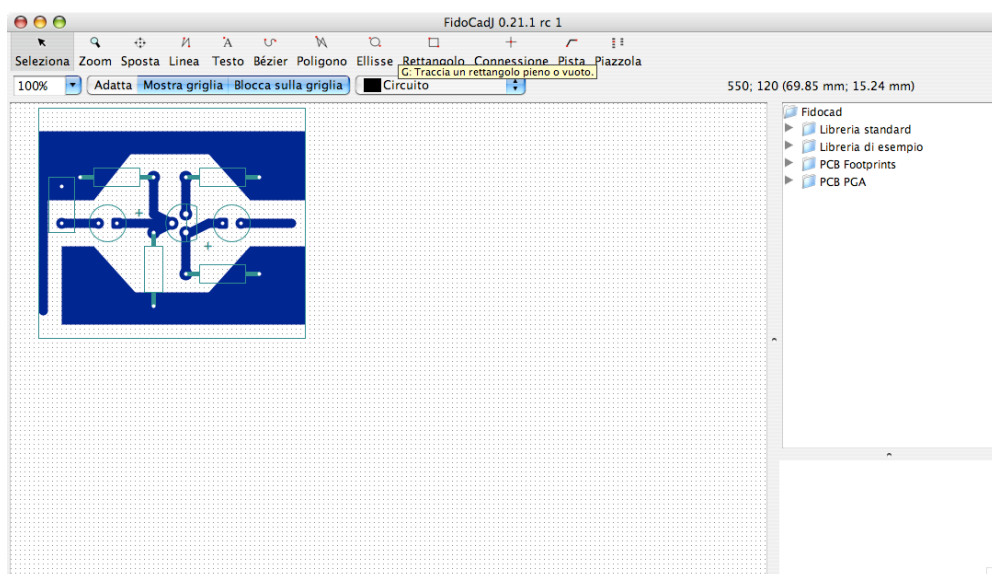 FidoCadJ 0.21.1 rc 1
Seleziona Zoom Sposta Linea Testo Bézier Poligono Ellisse Rettangolo Connessione Pista Piazzola
G: Traccia un rettangolo pieno o vuoto.
100% Adatta Mostra griglia Blocca sulla griglia Circuito 550; 120 (69.85 mm; 15.24 mm)
Fidocad
Libreria standard
Libreria di esempio
PCB Footprints
PCB PGA